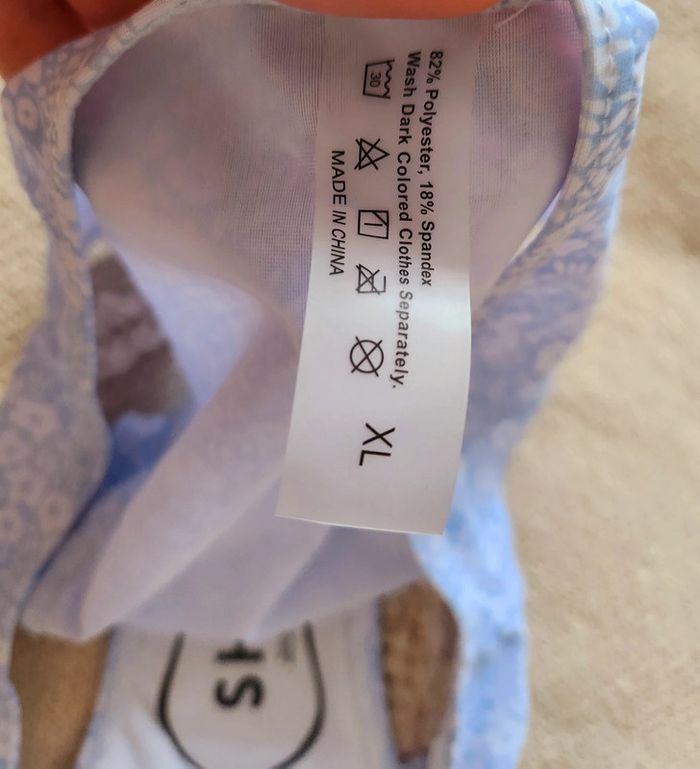 82% Polyester, 18% Spandex
Wash Dark Colored Clothes Separately.
30
XL
MADE IN CHINA